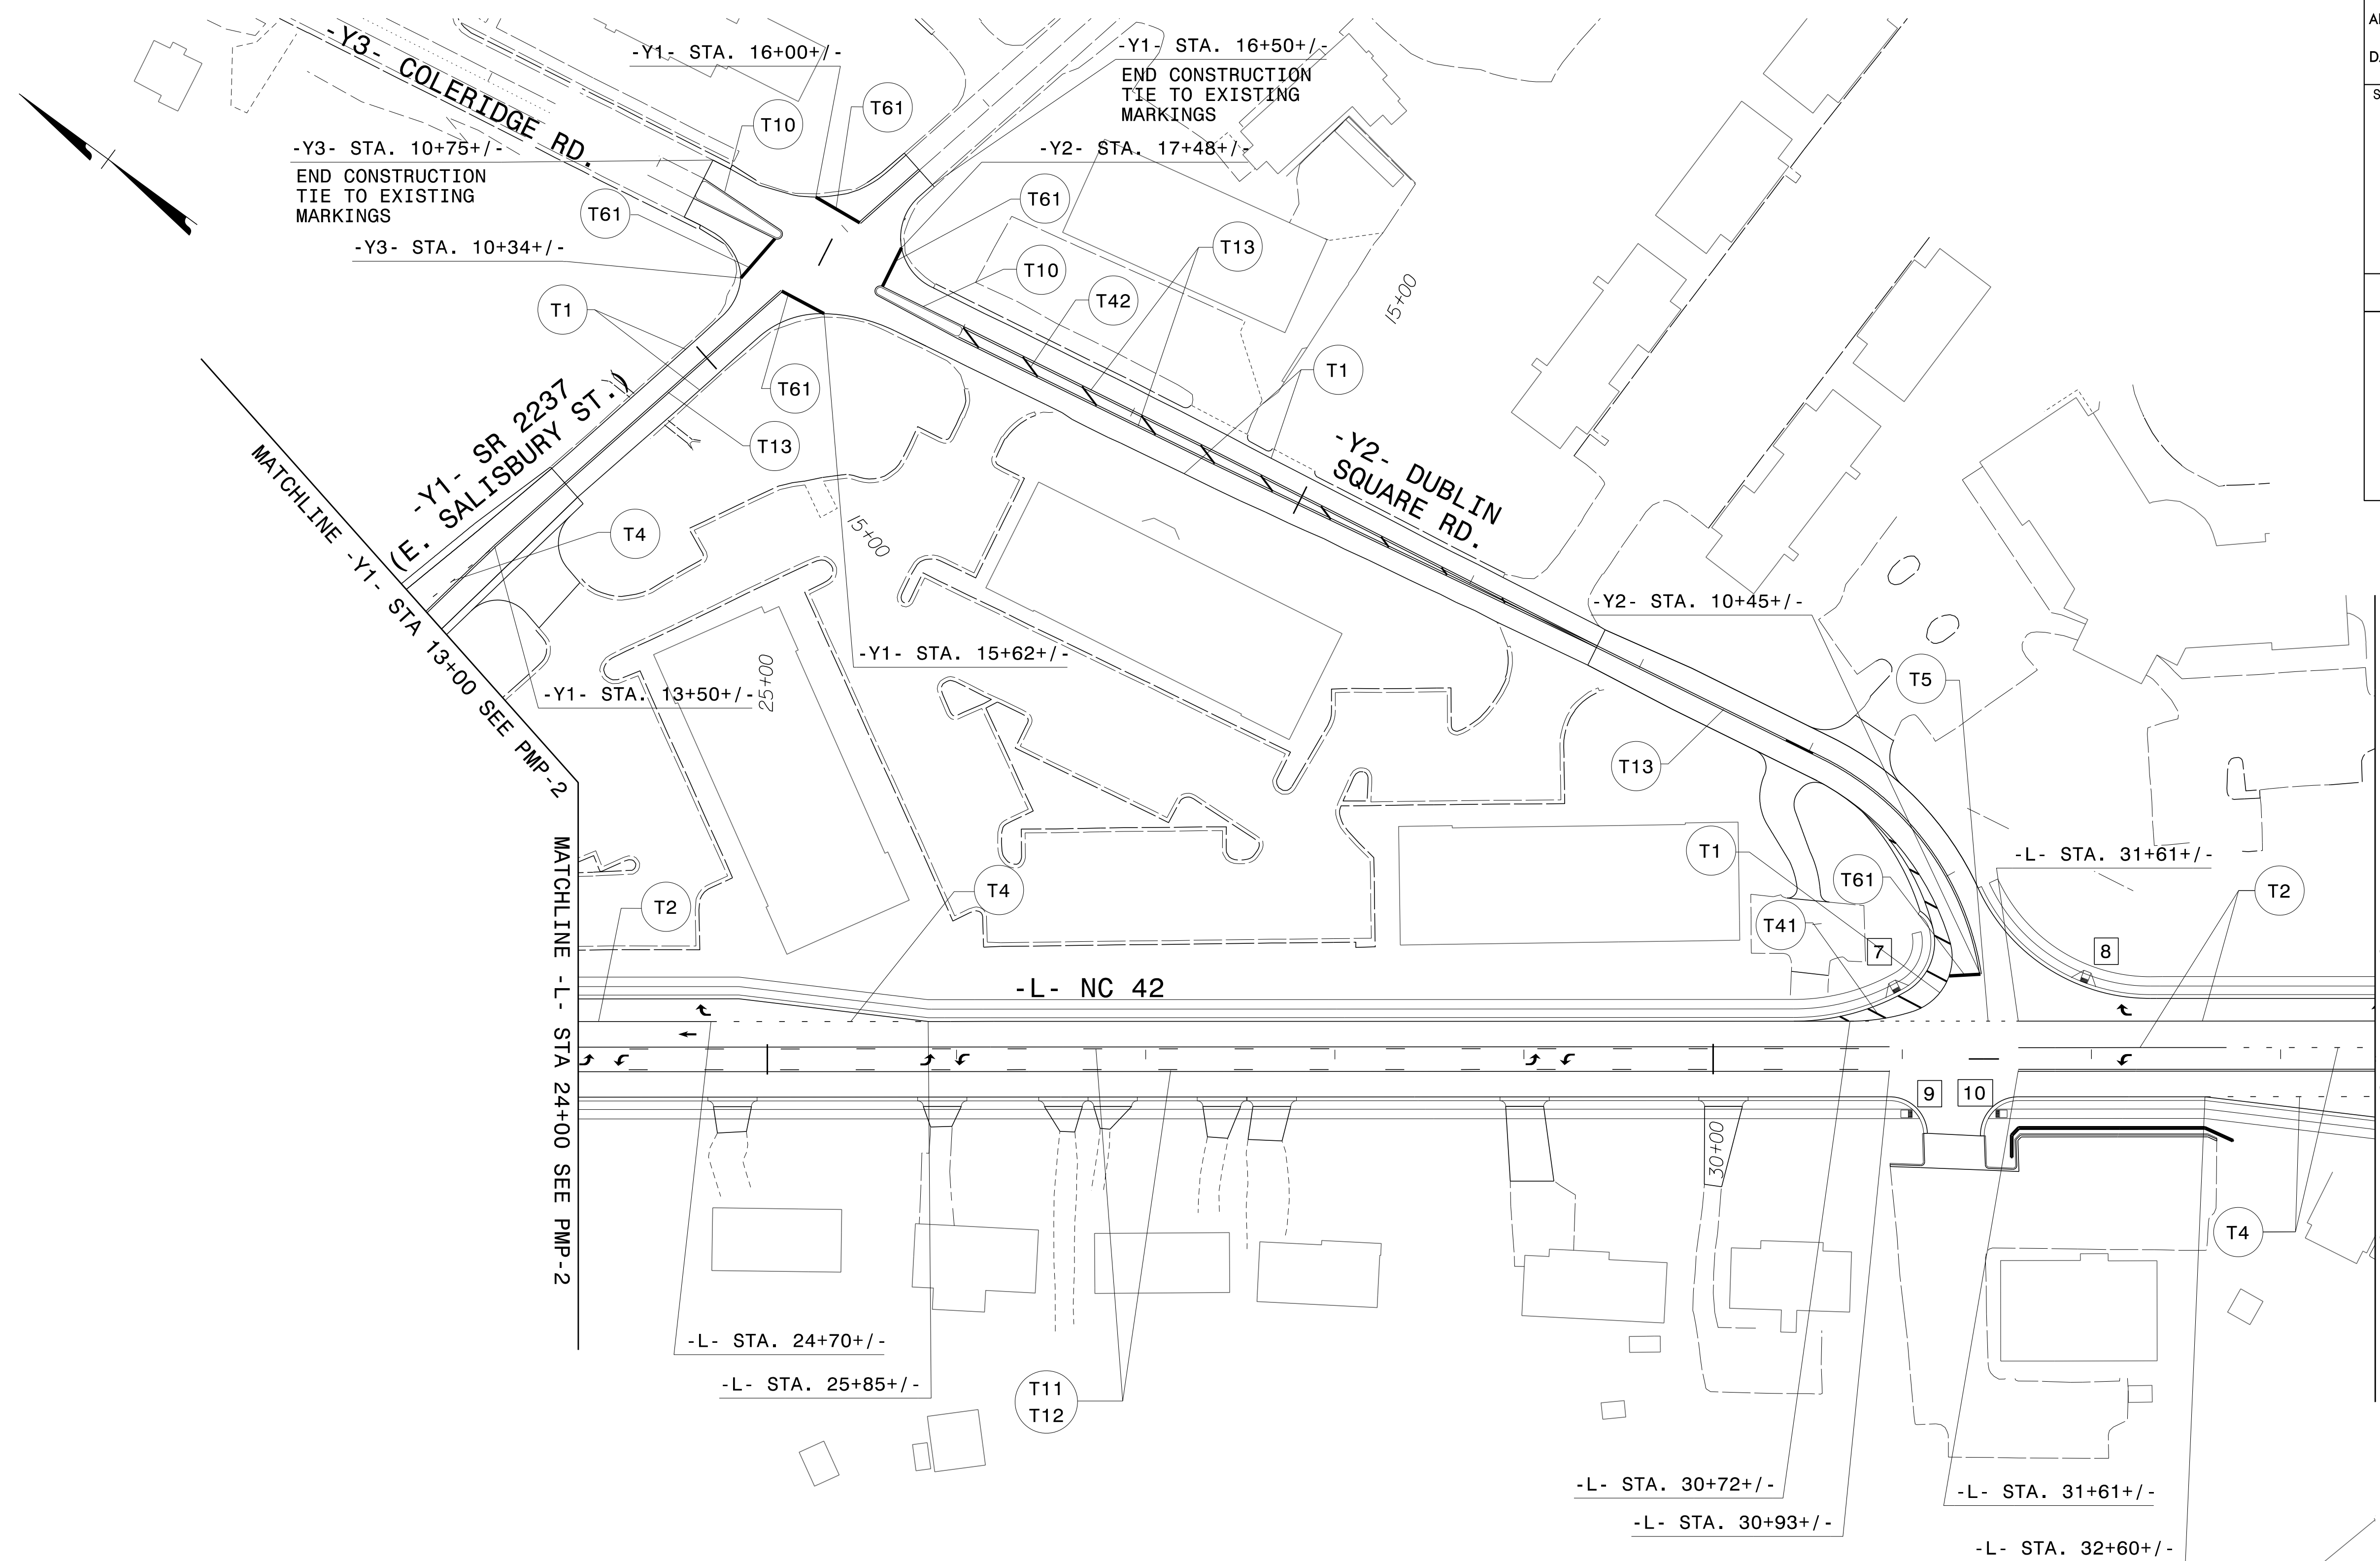 -Y3- COLERIDGE RD.
-Y1- STA. 16+00+/-
T61
T10
-Y1- STA. 16+50+/-
END CONSTRUCTION
TIE TO EXISTING
MARKINGS
-Y2- STA. 17+48+/-
-Y3- STA. 10+75+/-
END CONSTRUCTION
TIE TO EXISTING
MARKINGS
T61
-Y3- STA. 10+34+/-
T61
T13
T10
T42
15+00
T1
T1
T61
T13
-Y1- SR 2237
(E. SALISBURY ST.)
-Y2- DUBLIN
SQUARE RD.
T4
15+00
MATCHLINE -Y1- STA 13+00 SEE PMP-2
-Y2- STA. 10+45+/-
-Y1- STA. 15+62+/-
-Y1- STA. 13+50+/-
25+00
T5
T13
T1
T61
-L- STA. 31+61+/-
T2
T4
T2
T41
7
8
MATCHLINE -L- STA 24+00 SEE PMP-2
-L- NC 42
9
10
30+00
T4
-L- STA. 24+70+/-
-L- STA. 25+85+/-
T11
T12
-L- STA. 30+72+/-
-L- STA. 30+93+/-
-L- STA. 31+61+/-
-L- STA. 32+60+/-